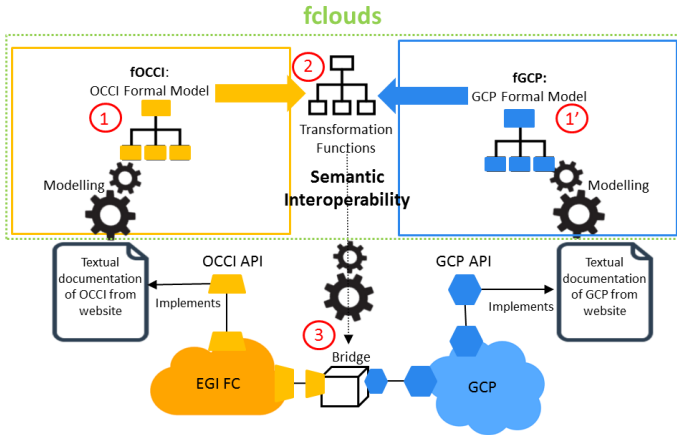 fclouds
fOCCI:
OCCI Formal Model
1
2
Transformation
Functions
fGCP:
GCP Formal Model
1’
Modelling
Semantic
Interoperability
Modelling
Textual
documentation
of OCCI from
website
OCCI API
Implements
GCP API
Implements
Textual
documentation
of GCP from
website
3
Bridge
EGI FC
GCP